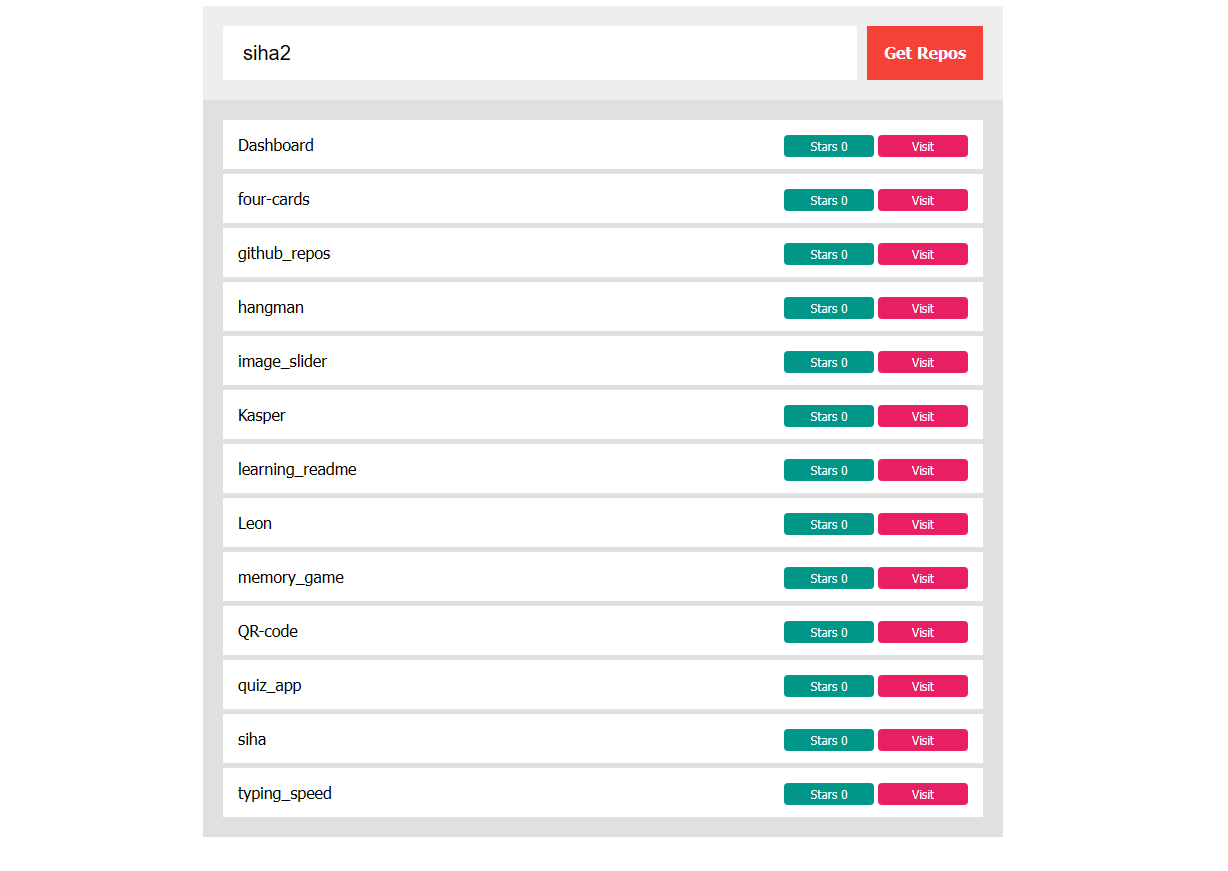 siha2 Get Repos
Dashboard Stars 0 Visit
four-cards Stars 0 Visit
github_repos Stars 0 Visit
hangman Stars 0 Visit
image_slider Stars 0 Visit
Kasper Stars 0 Visit
learning_readme Stars 0 Visit
Leon Stars 0 Visit
memory_game Stars 0 Visit
QR-code Stars 0 Visit
quiz_app Stars 0 Visit
siha Stars 0 Visit
typing_speed Stars 0 Visit